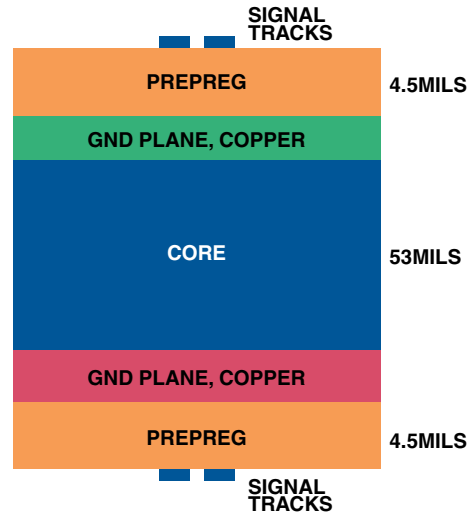 SIGNAL
TRACKS
PREPREG
4.5MILS
GND PLANE, COPPER
CORE
53MILS
GND PLANE, COPPER
PREPREG
4.5MILS
SIGNAL
TRACKS